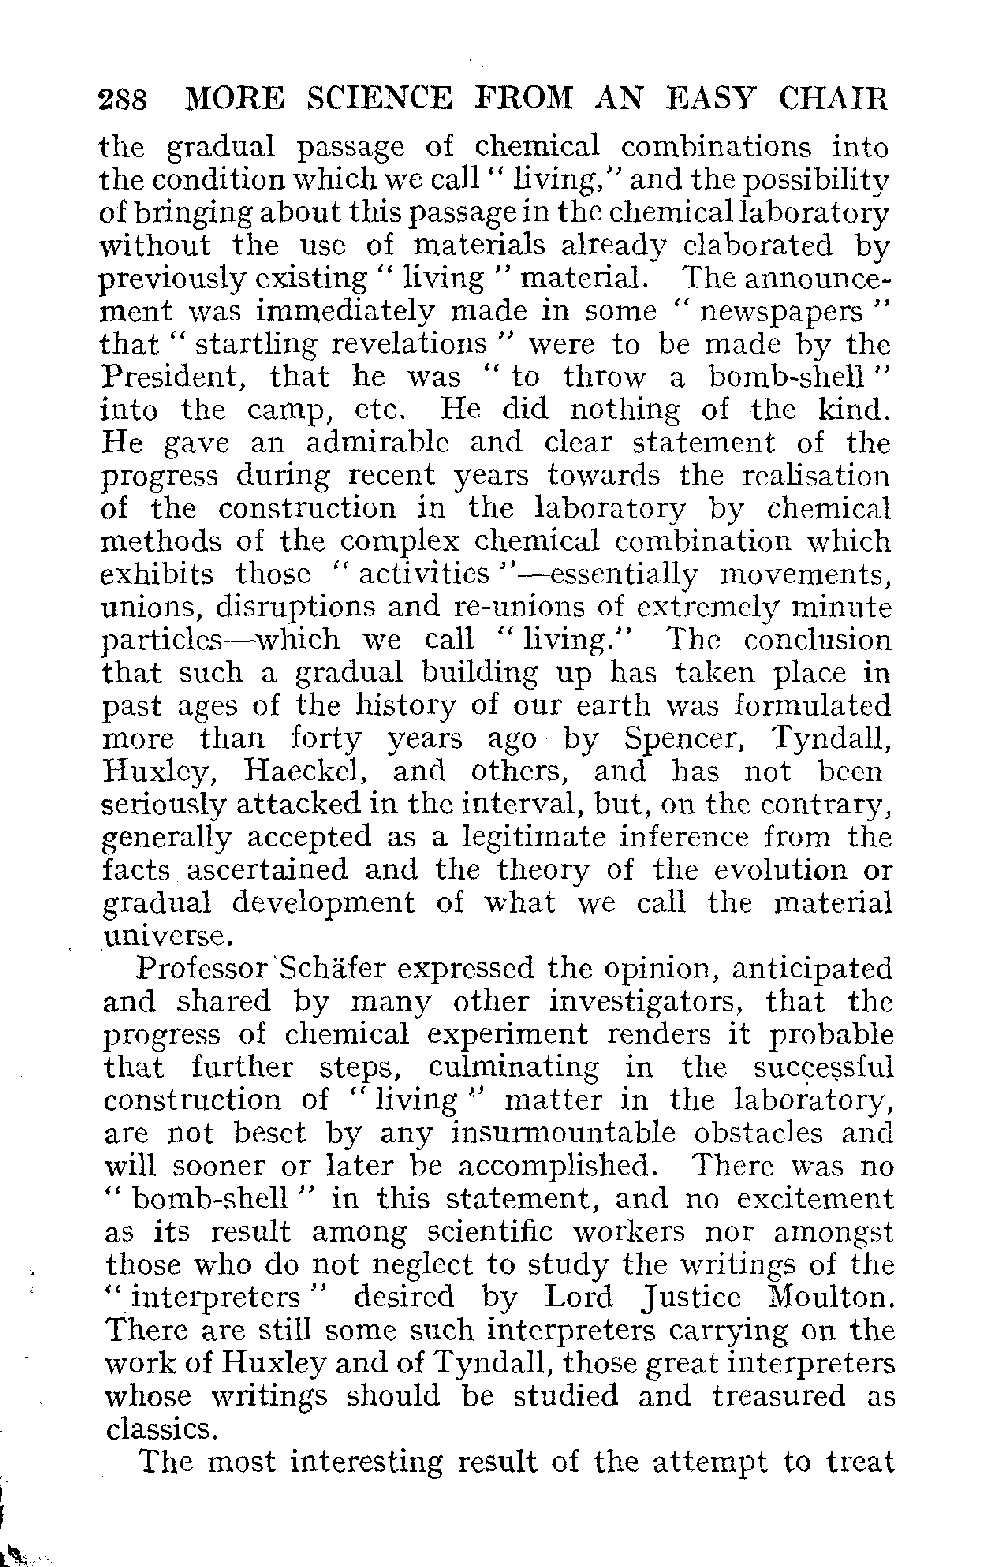 288 MORE SCIENCE FROM AN EASY CHAIR
the gradual passage of chemical combinations into
the condition which we call " living," and the possibility
of bringing about this passage in the chemical laboratory
without the use of materials already elaborated by
previously existing " living " material. The announce-
ment was immediately made in some " newspapers "
that " startling revelations " were to be made by the
President, that he was " to throw a bomb-shell "
into the camp, etc. He did nothing of the kind.
He gave an admirable and clear statement of the
progress during recent years towards the realisation
of the construction in the laboratory by chemical
methods of the complex chemical combination which
exhibits those " activities "—essentially movements,
unions, disruptions and re-unions of extremely minute
particles—which we call " living." The conclusion
that such a gradual building up has taken place in
past ages of the history of our earth was formulated
more than forty years ago by Spencer, Tyndall,
Huxley, Haeckel, and others, and has not been
seriously attacked in the interval, but, on the contrary,
generally accepted as a legitimate inference from the
facts ascertained and the theory of the evolution or
gradual development of what we call the material
universe.
Professor Schäfer expressed the opinion, anticipated
and shared by many other investigators, that the
progress of chemical experiment renders it probable
that further steps, culminating in the successful
construction of " living " matter in the laboratory,
are not beset by any insurmountable obstacles and
will sooner or later be accomplished. There was no
" bomb-shell " in this statement, and no excitement
as its result among scientific workers nor amongst
those who do not neglect to study the writings of the
" interpreters " desired by Lord Justice Moulton.
There are still some such interpreters carrying on the
work of Huxley and of Tyndall, those great interpreters
whose writings should be studied and treasured as
classics.
The most interesting result of the attempt to treat